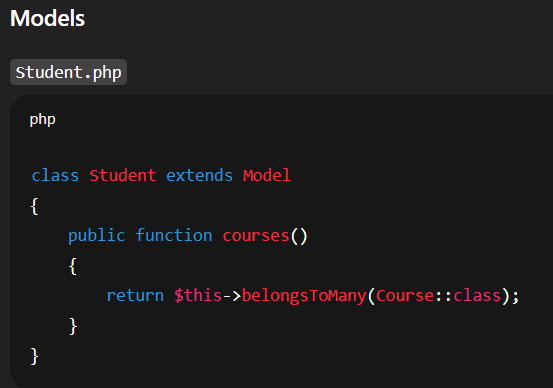 Models
Student.php
php
class Student extends Model
{
    public function courses()
    {
        return $this->belongsToMany(Course::class);
    }
}